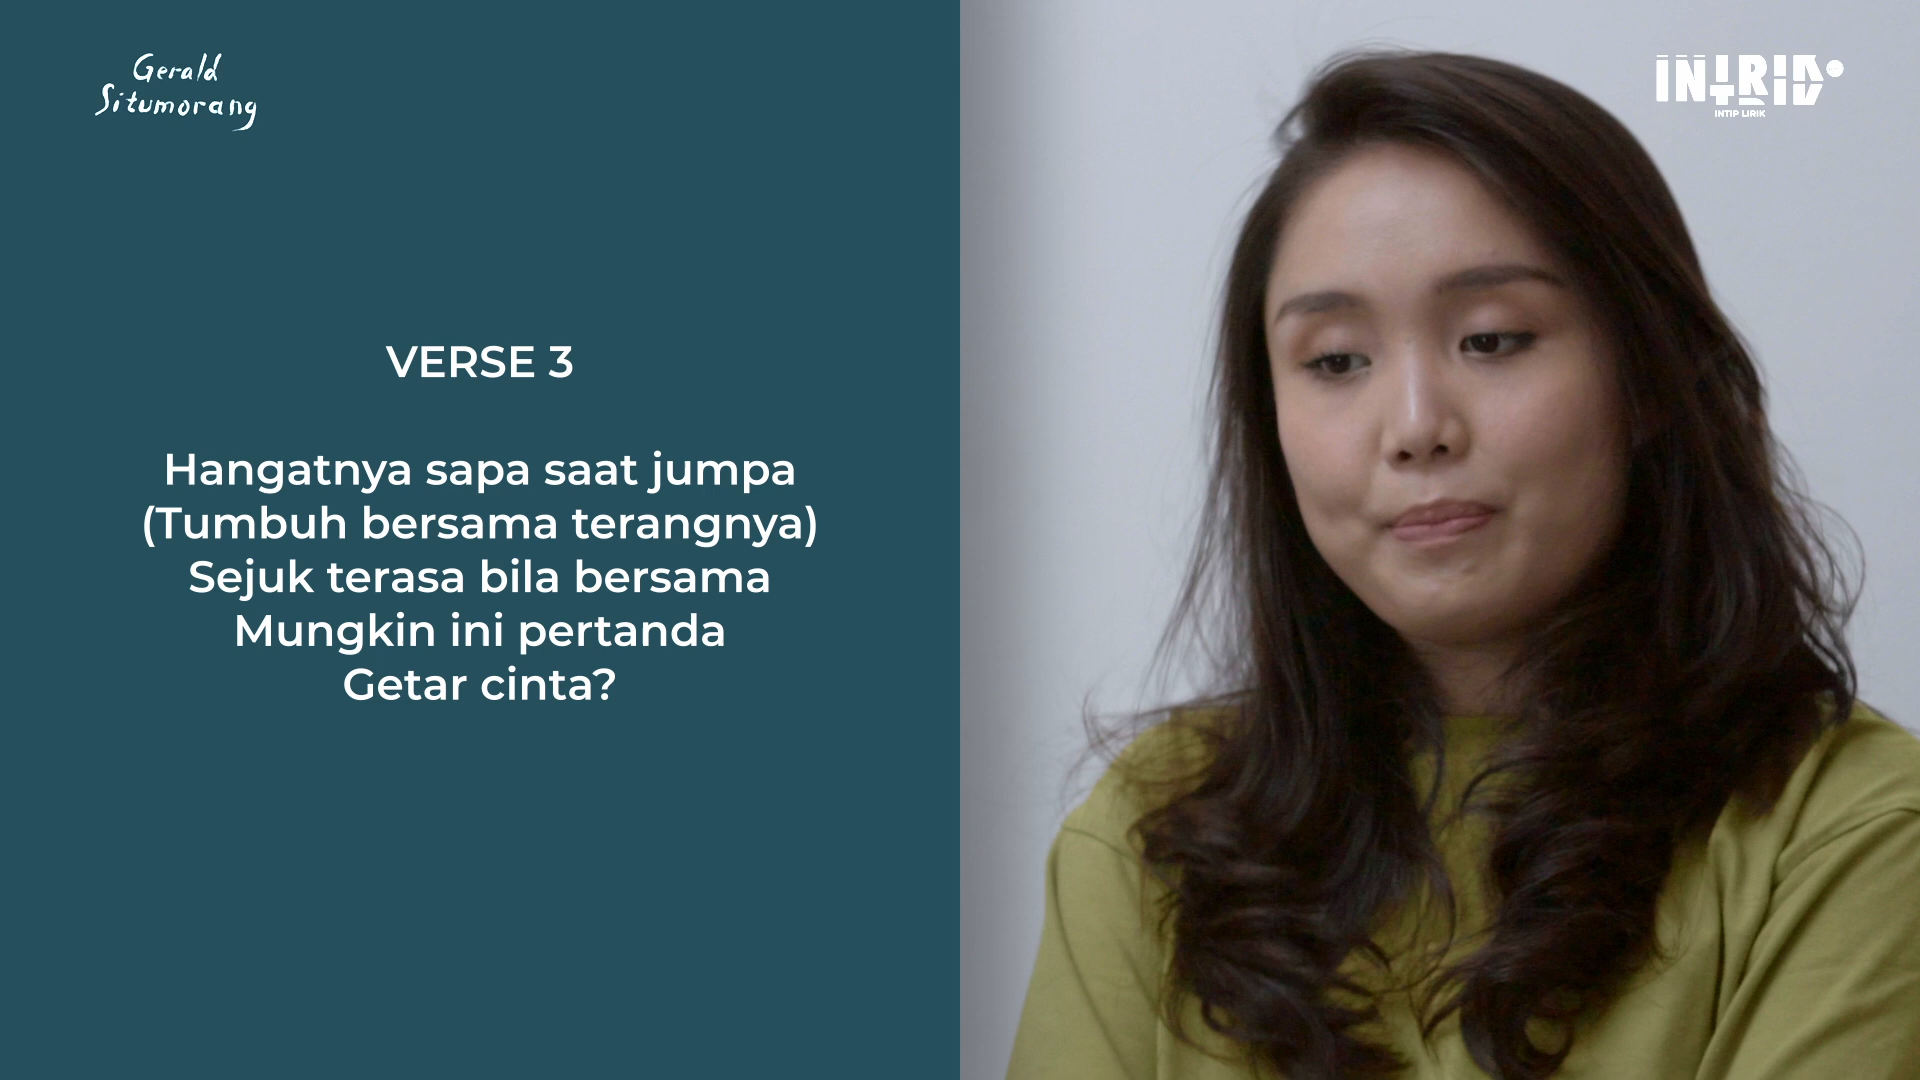 Gerald
Situmorang
INTRIK
INTIP LIRIK
VERSE 3
Hangatnya sapa saat jumpa
(Tumbuh bersama terangnya)
Sejuk terasa bila bersama
Mungkin ini pertanda
Getar cinta?